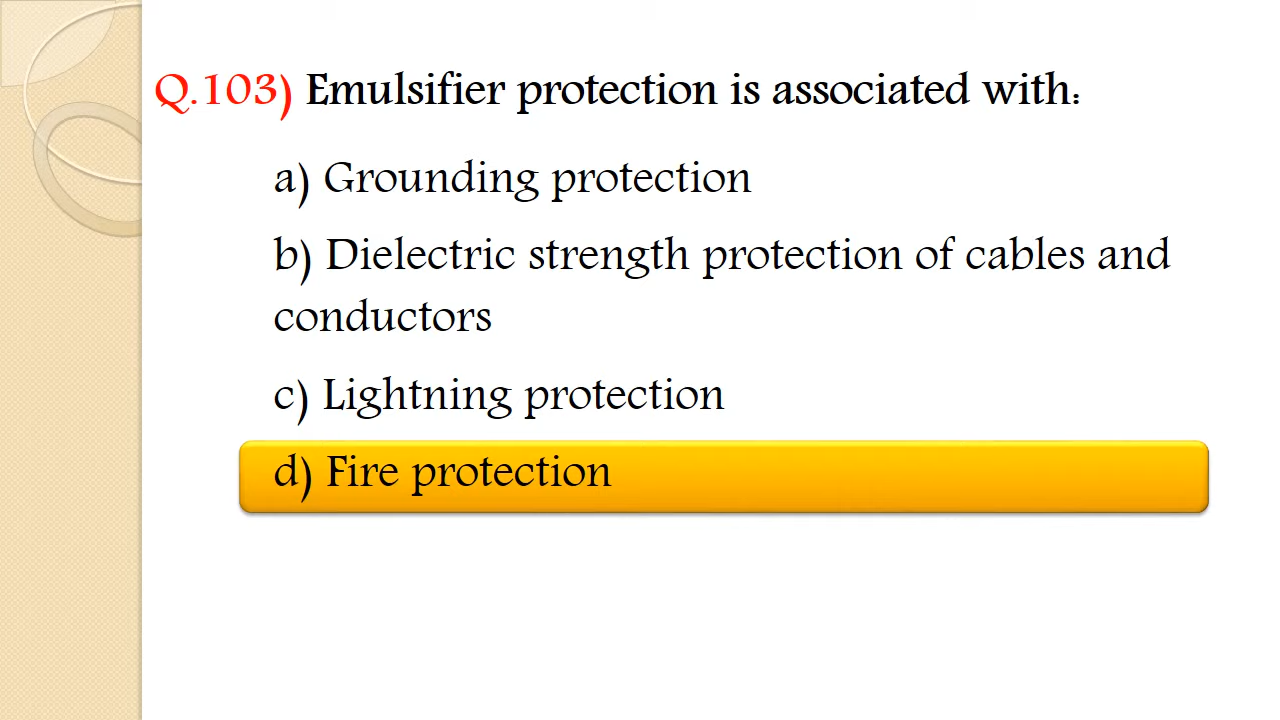 Q.103) Emulsifier protection is associated with:
a) Grounding protection
b) Dielectric strength protection of cables and
conductors
c) Lightning protection
d) Fire protection